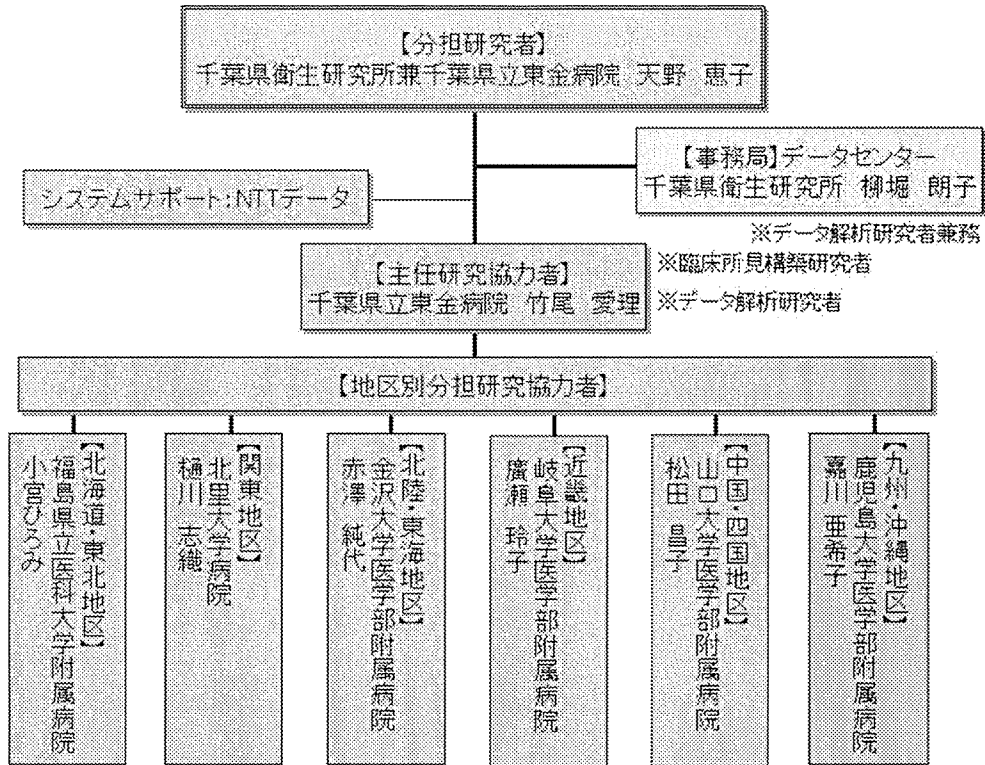 【分担研究者】
千葉県衛生研究所兼千葉県立東金病院 天野 恵子
【事務局】データセンター
千葉県衛生研究所 柳堀 朗子
※データ解析研究者兼務
システムサポート:NTTデータ
【主任研究協力者】
千葉県立東金病院 竹尾 愛理
※臨床所見構築研究者
※データ解析研究者
【地区別分担研究協力者】
【北海道・東北地区】
福島県立医科大学附属病院
小宮ひろみ
【関東地区】
北里大学病院
樋川 志織
【北陸・東海地区】
金沢大学医学部附属病院
赤澤 純代
【近畿地区】
岐阜大学医学部附属病院
廣瀬 玲子
【中国・四国地区】
山口大学医学部附属病院
松田 昌子
【九州・沖縄地区】
鹿児島大学医学部附属病院
嘉川 亜希子